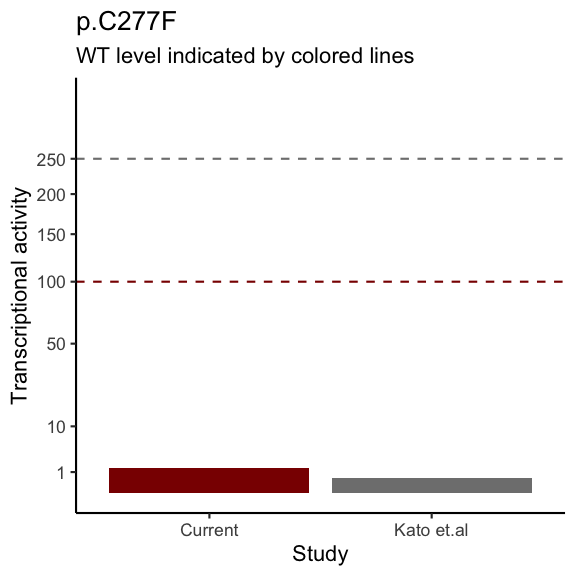 p.C277F
WT level indicated by colored lines
Transcriptional activity
250
200
150
100
50
10
1
Current
Kato et.al
Study